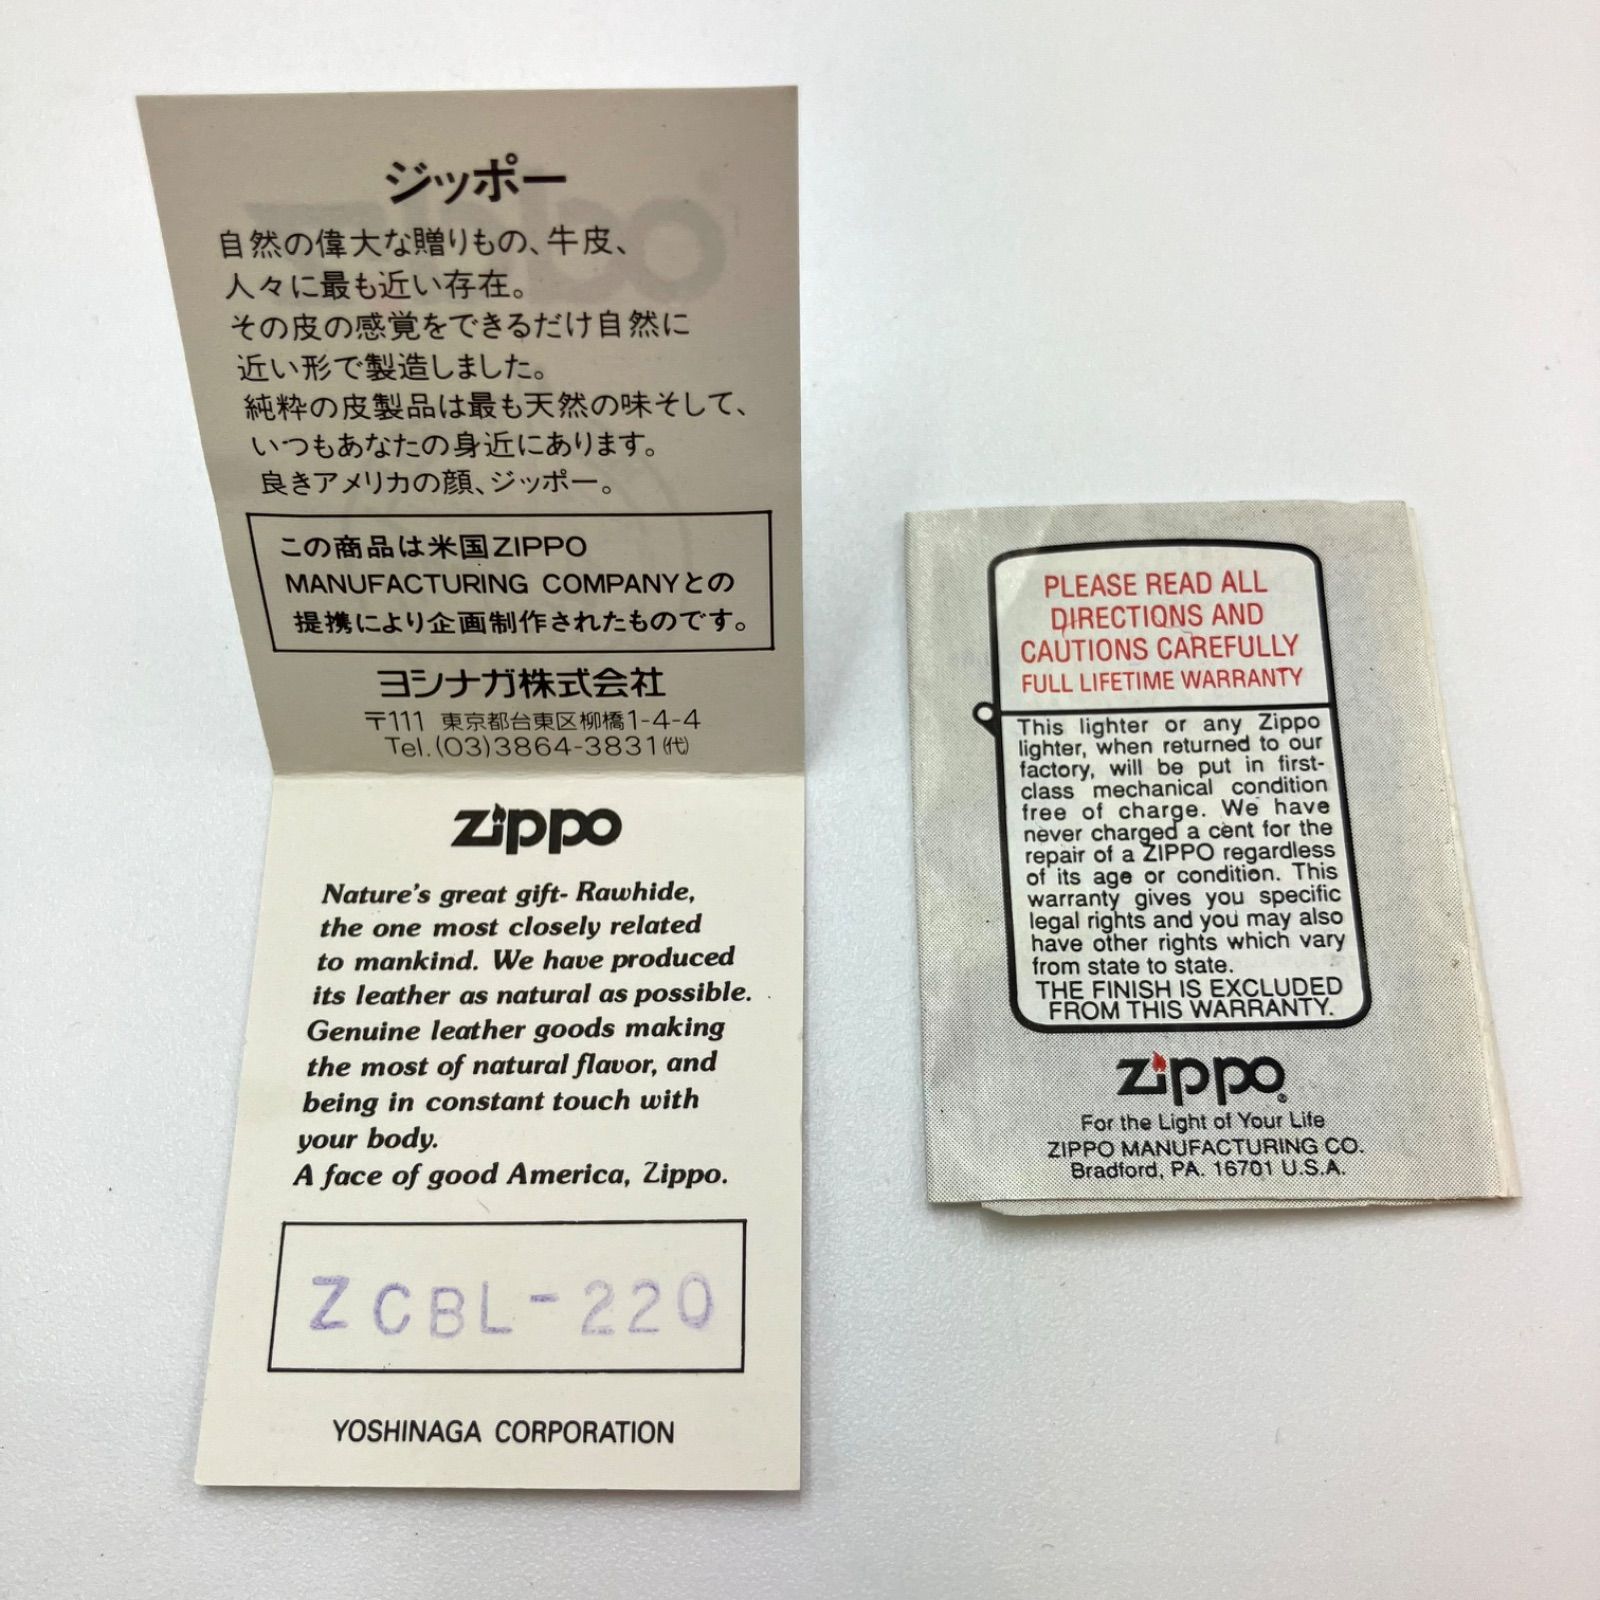 ジッポー
自然の偉大な贈りもの、牛皮、
人々に最も近い存在。
その皮の感覚をできるだけ自然に
近い形で製造しました。
純粋の皮製品は最も天然の味そして、
いつもあなたの身近にあります。
良きアメリカの顔、ジッポー。
この商品は米国ZIPPO
MANUFACTURING COMPANYとの
提携により企画制作されたものです。
ヨシナガ株式会社
〒111 東京都台東区柳橋1-4-4
Tel.(03)3864-3831㈹
zippo
Nature's great gift- Rawhide,
the one most closely related
to mankind. We have produced
its leather as natural as possible.
Genuine leather goods making
the most of natural flavor, and
being in constant touch with
your body.
A face of good America, Zippo.
ZCBL-220
YOSHINAGA CORPORATION
PLEASE READ ALL
DIRECTIONS AND
CAUTIONS CAREFULLY
FULL LIFETIME WARRANTY
This lighter or any Zippo
lighter, when returned to our
factory, will be put in first-
class mechanical condition
free of charge. We have
never charged a cent for the
repair of a ZIPPO regardless
of its age or condition. This
warranty gives you specific
legal rights and you may also
have other rights which vary
from state to state.
THE FINISH IS EXCLUDED
FROM THIS WARRANTY.
zippo®
For the Light of Your Life
ZIPPO MANUFACTURING CO.
Bradford, PA. 16701 U.S.A.